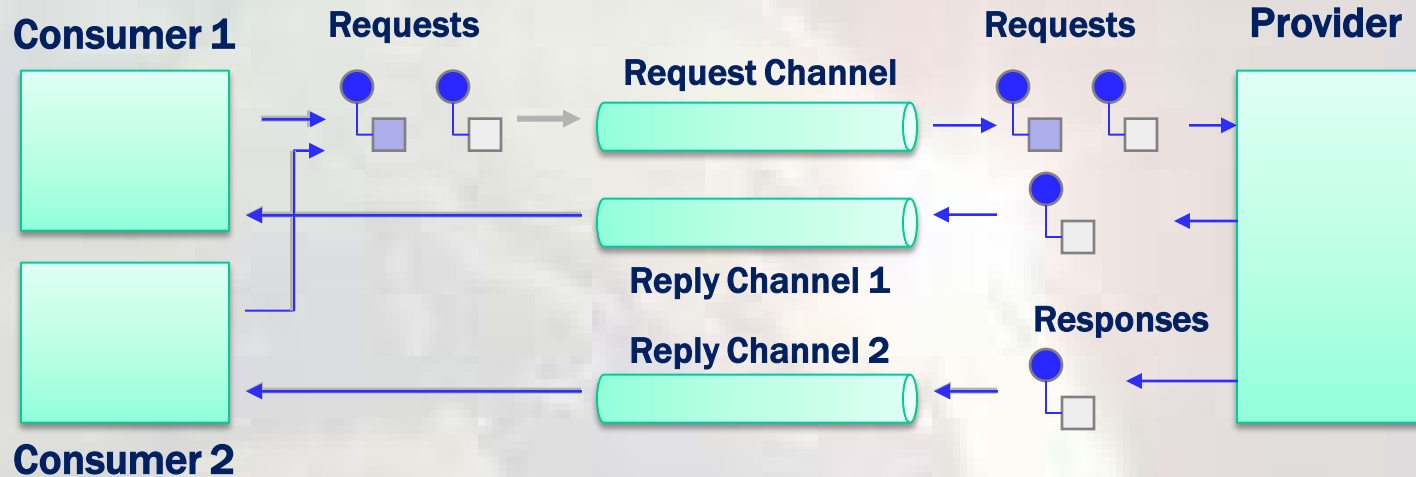 Consumer 1
Requests
Requests
Provider
Request Channel
Reply Channel 1
Responses
Reply Channel 2
Consumer 2